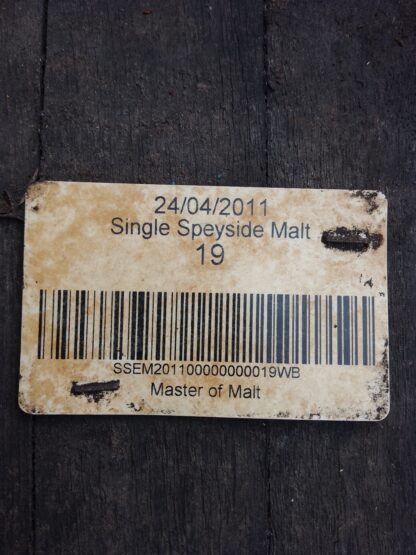 24/04/2011
Single Speyside Malt
19
SSEM201100000000019WB
Master of Malt